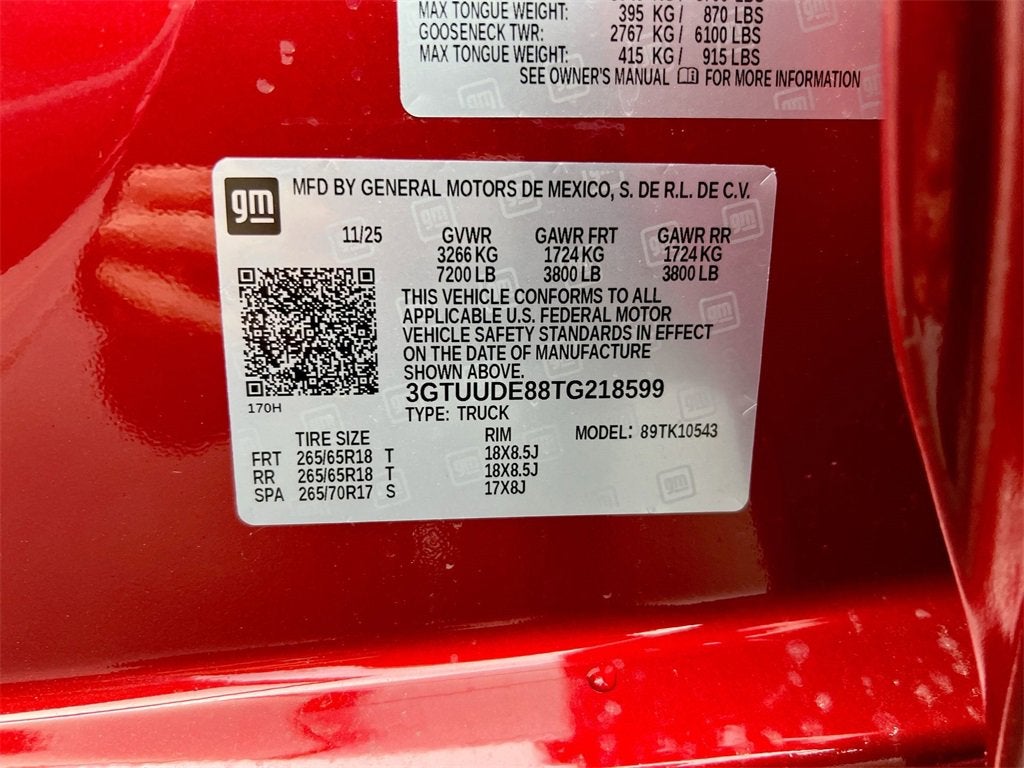 MAX TONGUE WEIGHT: 395 KG / 870 LBS
GOOSENECK TWR: 2767 KG / 6100 LBS
MAX TONGUE WEIGHT: 415 KG / 915 LBS
SEE OWNER'S MANUAL FOR MORE INFORMATION
gm
MFD BY GENERAL MOTORS DE MEXICO, S. DE R.L. DE C.V.
11/25 GVWR GAWR FRT GAWR RR
3266 KG 1724 KG 1724 KG
7200 LB 3800 LB 3800 LB
THIS VEHICLE CONFORMS TO ALL
APPLICABLE U.S. FEDERAL MOTOR
VEHICLE SAFETY STANDARDS IN EFFECT
ON THE DATE OF MANUFACTURE
SHOWN ABOVE.
3GTUUDE88TG218599
170H
TYPE: TRUCK
TIRE SIZE RIM MODEL: 89TK10543
FRT 265/65R18 T 18X8.5J
RR 265/65R18 T 18X8.5J
SPA 265/70R17 S 17X8J